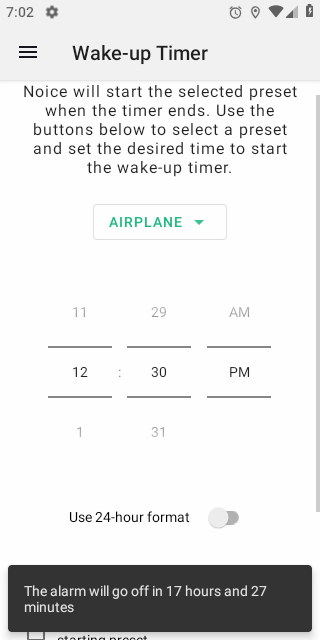 7:02
Wake-up Timer
Noice will start the selected preset
when the timer ends. Use the
buttons below to select a preset
and set the desired time to start
the wake-up timer.
AIRPLANE
11 29 AM
12 : 30 PM
1 31
Use 24-hour format
The alarm will go off in 17 hours and 27
minutes
starting preset